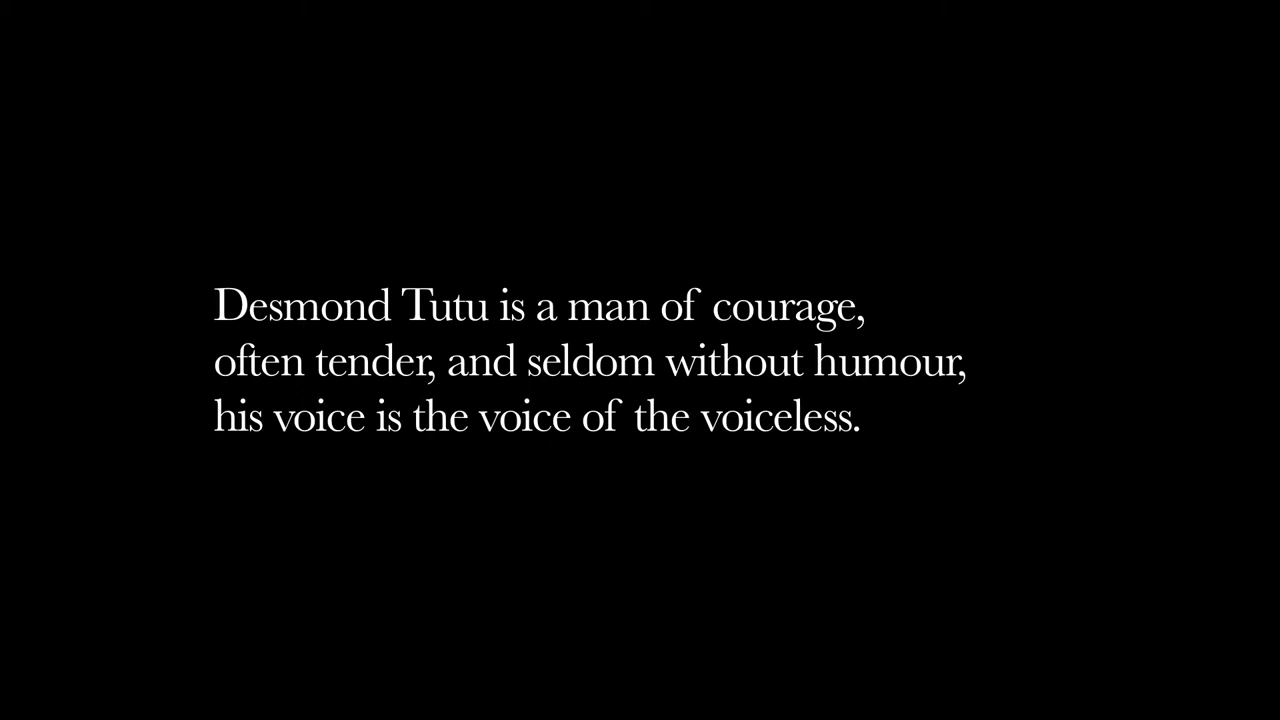 Desmond Tutu is a man of courage,
often tender, and seldom without humour,
his voice is the voice of the voiceless.